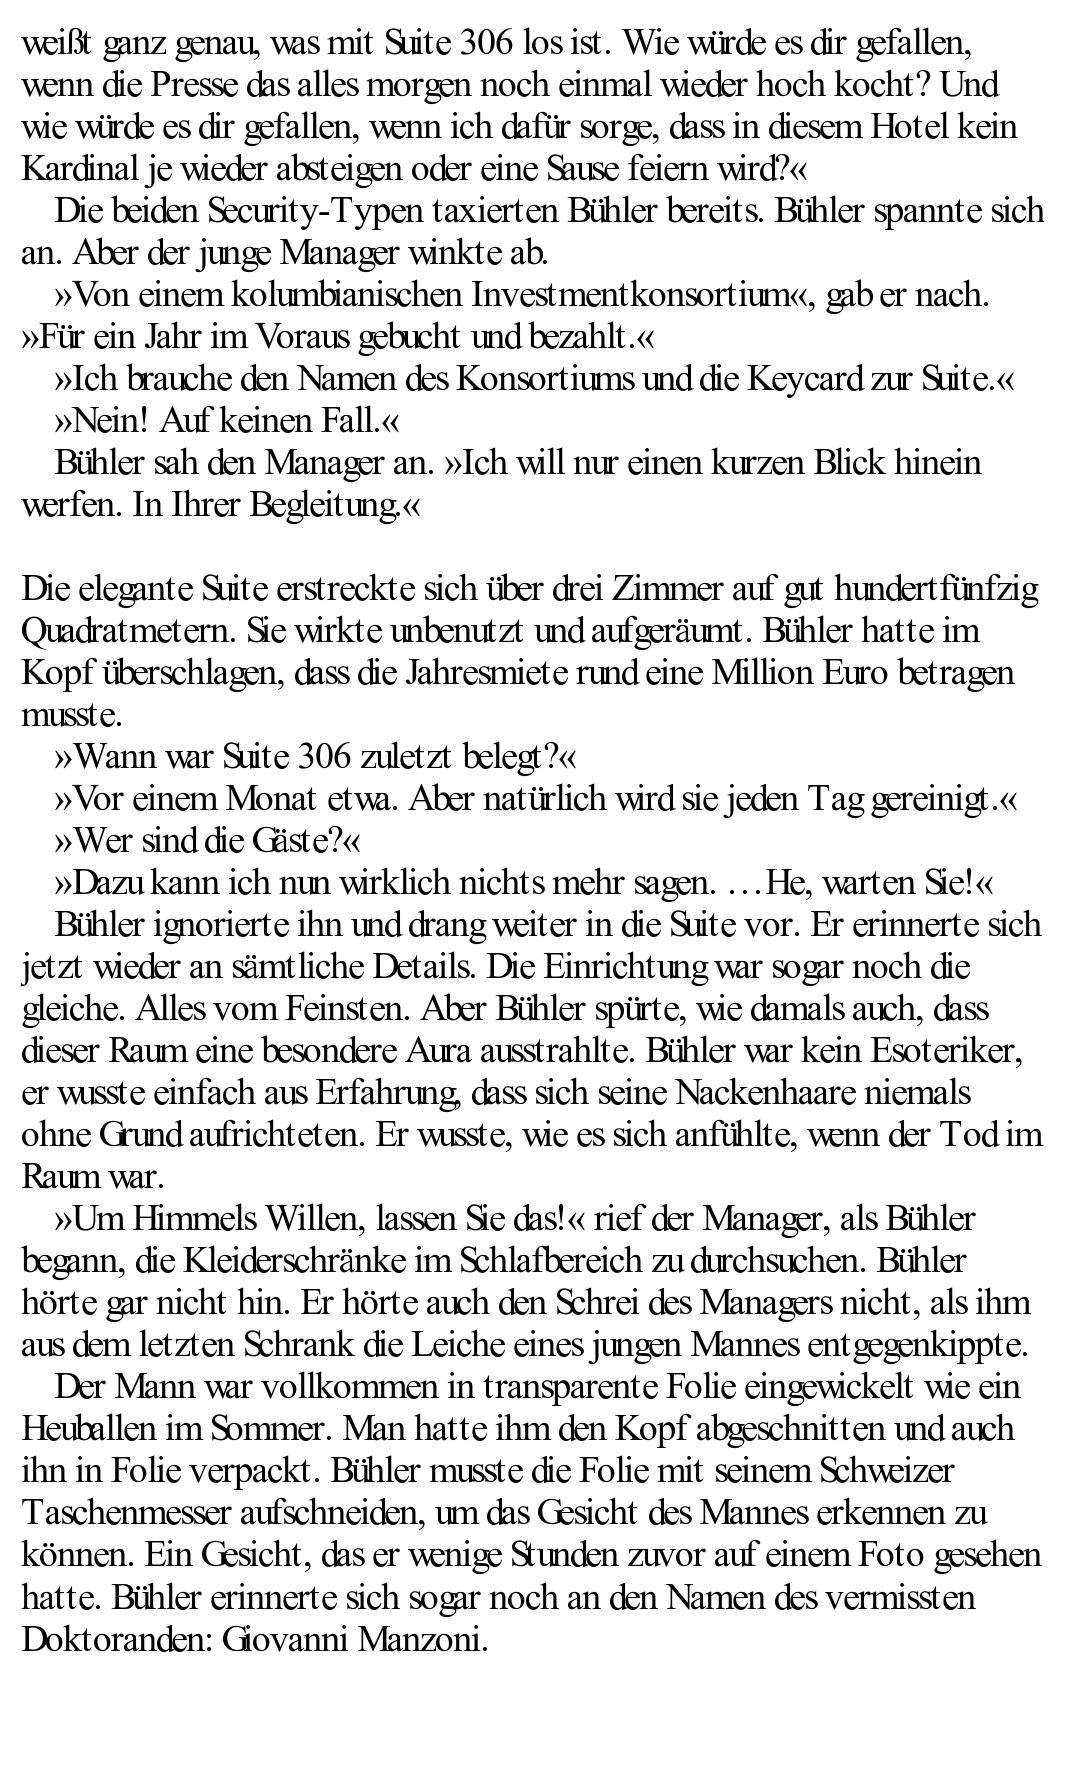 weißt ganz genau, was mit Suite 306 los ist. Wie würde es dir gefallen,
wenn die Presse das alles morgen noch einmal wieder hoch kocht? Und
wie würde es dir gefallen, wenn ich dafür sorge, dass in diesem Hotel kein
Kardinal je wieder absteigen oder eine Sause feiern wird?«
Die beiden Security-Typen taxierten Bühler bereits. Bühler spannte sich
an. Aber der junge Manager winkte ab.
»Von einem kolumbianischen Investmentkonsortium«, gab er nach.
»Für ein Jahr im Voraus gebucht und bezahlt.«
»Ich brauche den Namen des Konsortiums und die Keycard zur Suite.«
»Nein! Auf keinen Fall.«
Bühler sah den Manager an. »Ich will nur einen kurzen Blick hinein
werfen. In Ihrer Begleitung.«
Die elegante Suite erstreckte sich über drei Zimmer auf gut hundertfünfzig
Quadratmetern. Sie wirkte unbenutzt und aufgeräumt. Bühler hatte im
Kopf überschlagen, dass die Jahresmiete rund eine Million Euro betragen
musste.
»Wann war Suite 306 zuletzt belegt?«
»Vor einem Monat etwa. Aber natürlich wird sie jeden Tag gereinigt.«
»Wer sind die Gäste?«
»Dazu kann ich nun wirklich nichts mehr sagen. …He, warten Sie!«
Bühler ignorierte ihn und drang weiter in die Suite vor. Er erinnerte sich
jetzt wieder an sämtliche Details. Die Einrichtung war sogar noch die
gleiche. Alles vom Feinsten. Aber Bühler spürte, wie damals auch, dass
dieser Raum eine besondere Aura ausstrahlte. Bühler war kein Esoteriker,
er wusste einfach aus Erfahrung, dass sich seine Nackenhaare niemals
ohne Grund aufrichteten. Er wusste, wie es sich anfühlte, wenn der Tod im
Raum war.
»Um Himmels Willen, lassen Sie das!« rief der Manager, als Bühler
begann, die Kleiderschränke im Schlafbereich zu durchsuchen. Bühler
hörte gar nicht hin. Er hörte auch den Schrei des Managers nicht, als ihm
aus dem letzten Schrank die Leiche eines jungen Mannes entgegenkippte.
Der Mann war vollkommen in transparente Folie eingewickelt wie ein
Heuballen im Sommer. Man hatte ihm den Kopf abgeschnitten und auch
ihn in Folie verpackt. Bühler musste die Folie mit seinem Schweizer
Taschenmesser aufschneiden, um das Gesicht des Mannes erkennen zu
können. Ein Gesicht, das er wenige Stunden zuvor auf einem Foto gesehen
hatte. Bühler erinnerte sich sogar noch an den Namen des vermissten
Doktoranden: Giovanni Manzoni.